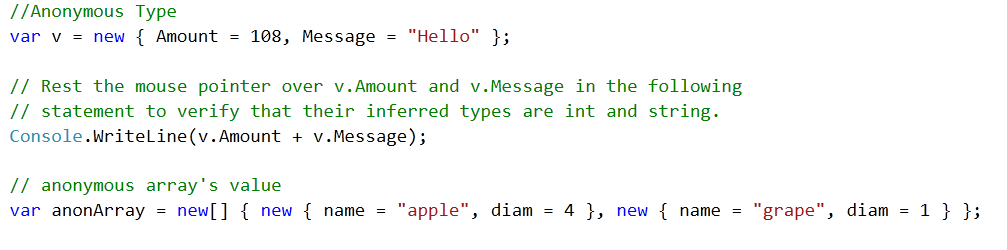 //Anonymous Type
var v = new { Amount = 108, Message = "Hello" };
// Rest the mouse pointer over v.Amount and v.Message in the following
// statement to verify that their inferred types are int and string.
Console.WriteLine(v.Amount + v.Message);
// anonymous array's value
var anonArray = new[] { new { name = "apple", diam = 4 }, new { name = "grape", diam = 1 } };